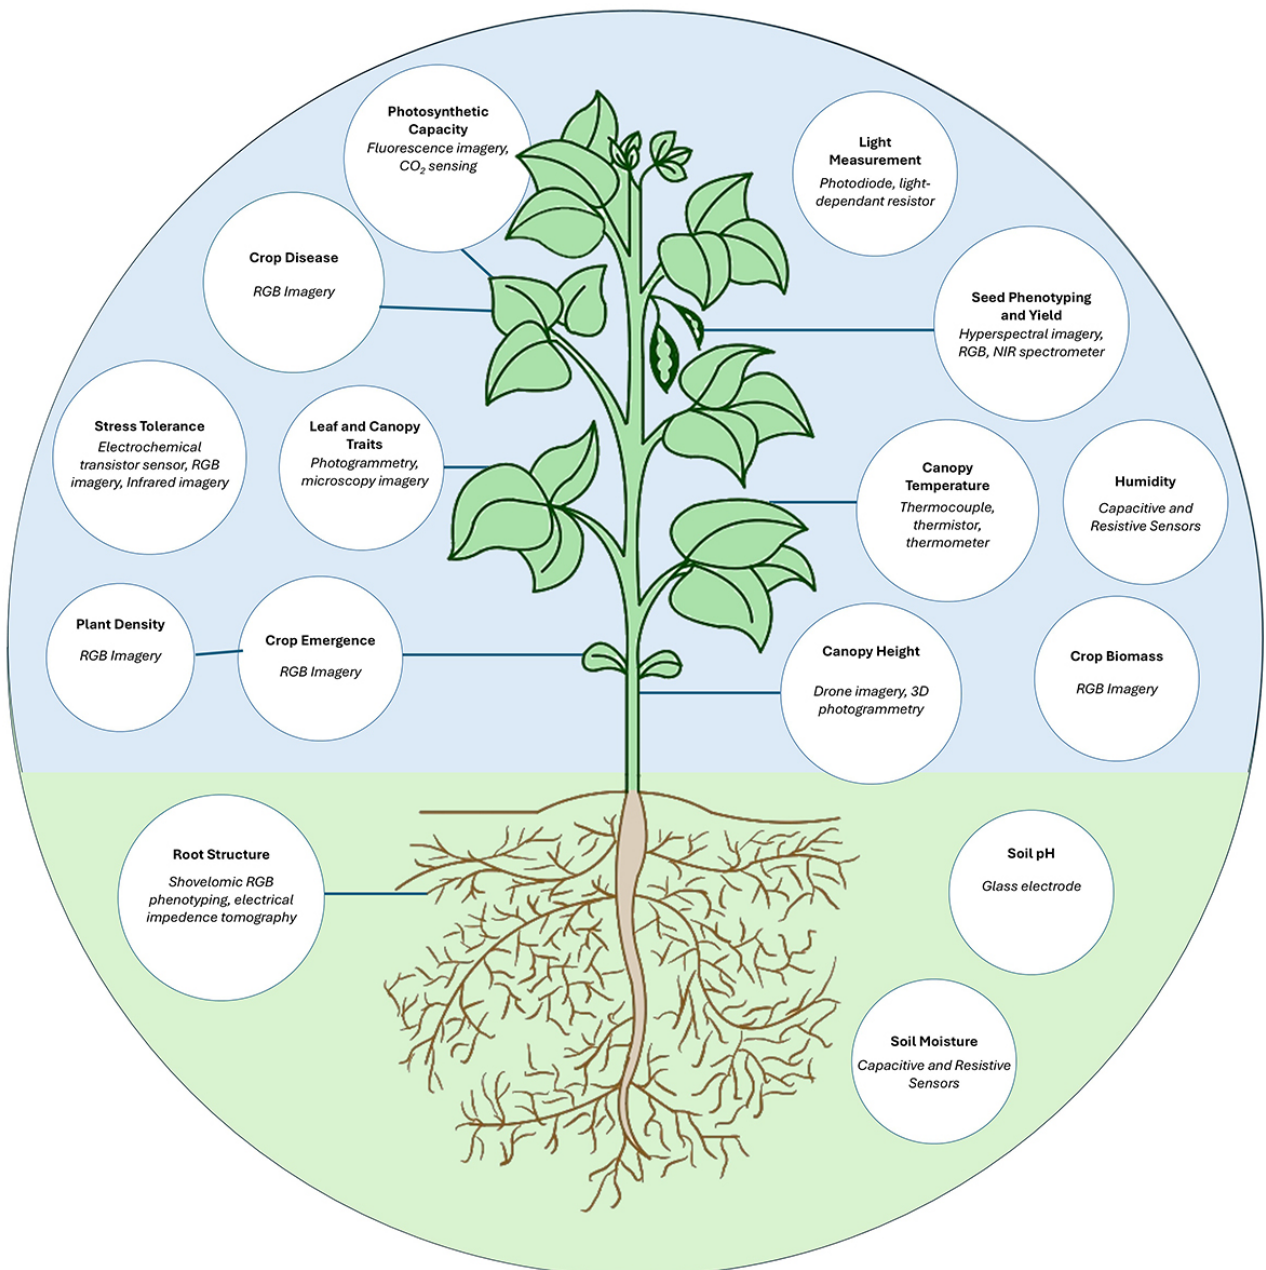 Photosynthetic
Capacity
Fluorescence imagery,
CO₂ sensing
Light
Measurement
Photodiode, light-
dependant resistor
Crop Disease
RGB Imagery
Seed Phenotyping
and Yield
Hyperspectral imagery,
RGB, NIR spectrometer
Stress Tolerance
Electrochemical
transistor sensor, RGB
imagery, Infrared imagery
Leaf and Canopy
Traits
Photogrammetry,
microscopy imagery
Canopy
Temperature
Thermocouple,
thermistor,
thermometer
Humidity
Capacitive and
Resistive Sensors
Plant Density
RGB Imagery
Crop Emergence
RGB Imagery
Canopy Height
Drone imagery, 3D
photogrammetry
Crop Biomass
RGB Imagery
Root Structure
Shovelomic RGB
phenotyping, electrical
impedence tomography
Soil pH
Glass electrode
Soil Moisture
Capacitive and Resistive
Sensors